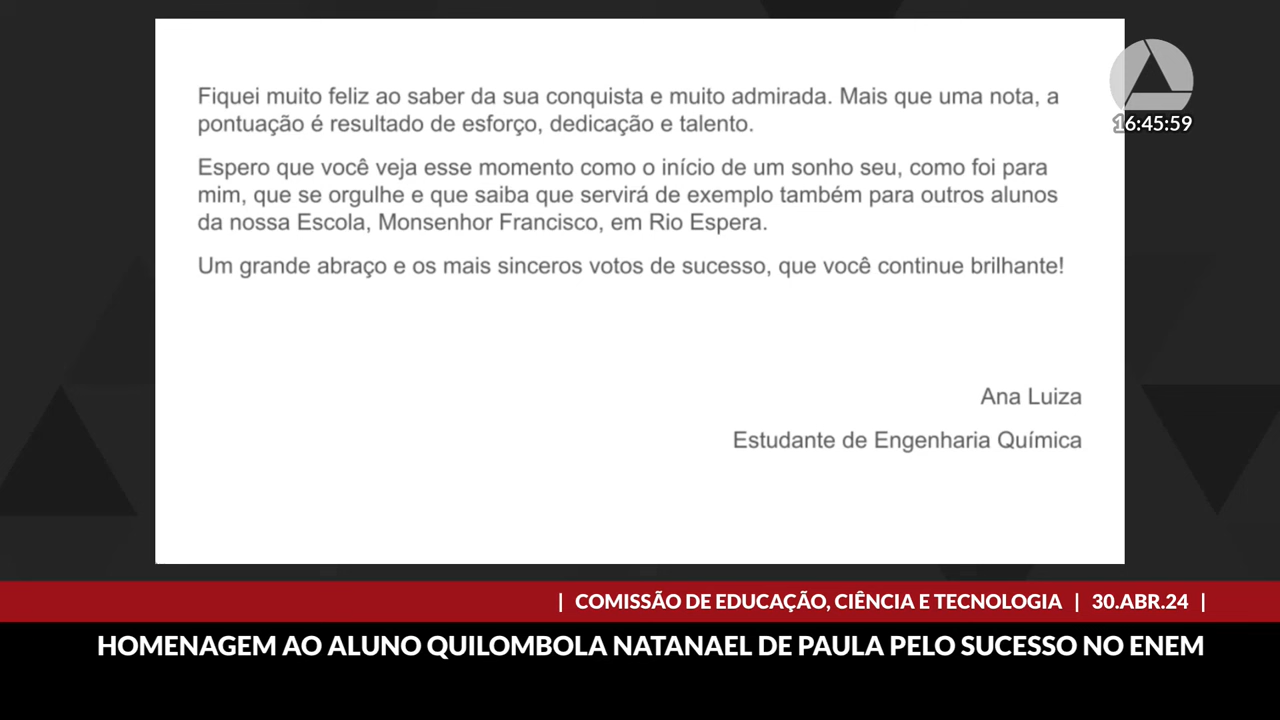 Fiquei muito feliz ao saber da sua conquista e muito admirada. Mais que uma nota, a
pontuação é resultado de esforço, dedicação e talento.
Espero que você veja esse momento como o início de um sonho seu, como foi para
mim, que se orgulhe e que saiba que servirá de exemplo também para outros alunos
da nossa Escola, Monsenhor Francisco, em Rio Espera.
Um grande abraço e os mais sinceros votos de sucesso, que você continue brilhante!
Ana Luiza
Estudante de Engenharia Química
16:45:59
| COMISSÃO DE EDUCAÇÃO, CIÊNCIA E TECNOLOGIA | 30.ABR.24 |
HOMENAGEM AO ALUNO QUILOMBOLA NATANAEL DE PAULA PELO SUCESSO NO ENEM